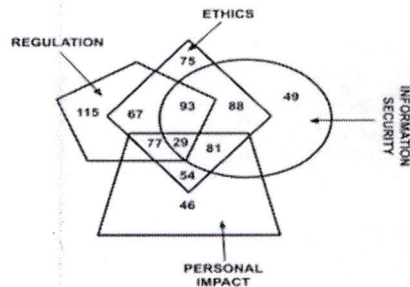 ETHICS
REGULATION
75
115
67
93
88
49
INFORMATION
SECURITY
77
29
81
54
46
PERSONAL
IMPACT